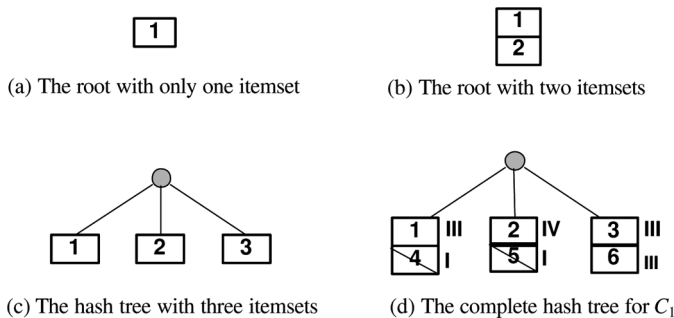 1
1
2
(a) The root with only one itemset
(b) The root with two itemsets
1 2 3
1 III 2 IV 3 III
4 I 5 I 6 III
(c) The hash tree with three itemsets
(d) The complete hash tree for C₁